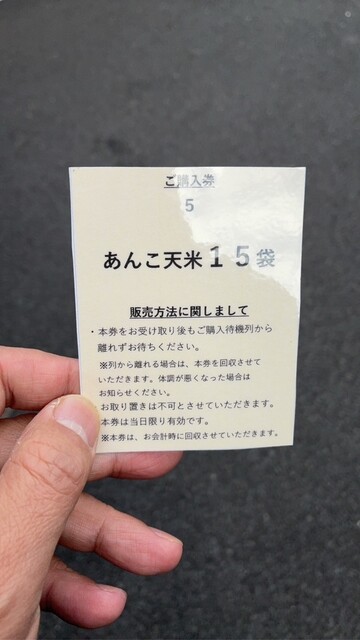 ご購入券
5
あんこ天米１５袋
販売方法に関しまして
・本券をお受け取り後もご購入待機列から
離れずお待ちください。
※列から離れる場合は、本券を回収させて
いただきます。体調が悪くなった場合は
お知らせください。
お取り置きは不可とさせていただきます。
本券は当日限り有効です。
※本券は、お会計時に回収させていただきます。